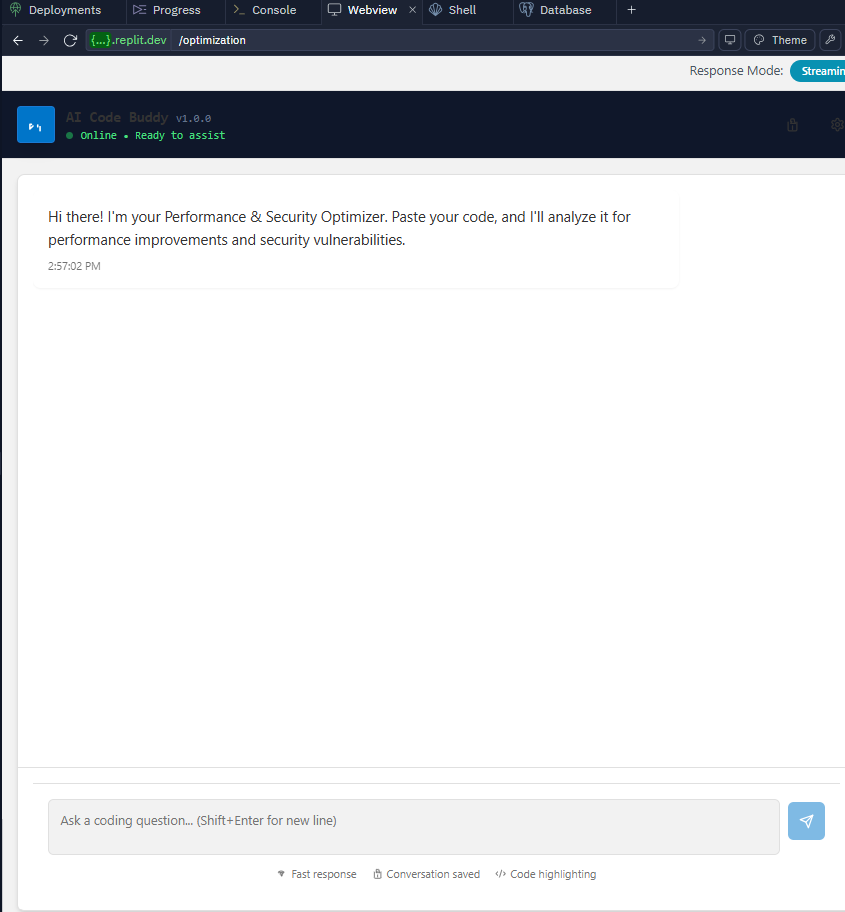 Deployments Progress Console Webview Shell Database
{...}.replit.dev /optimization Theme
Response Mode: Streamin
AI Code Buddy v1.0.0
Online • Ready to assist
Hi there! I'm your Performance & Security Optimizer. Paste your code, and I'll analyze it for
performance improvements and security vulnerabilities.
2:57:02 PM
Ask a coding question... (Shift+Enter for new line)
Fast response Conversation saved Code highlighting